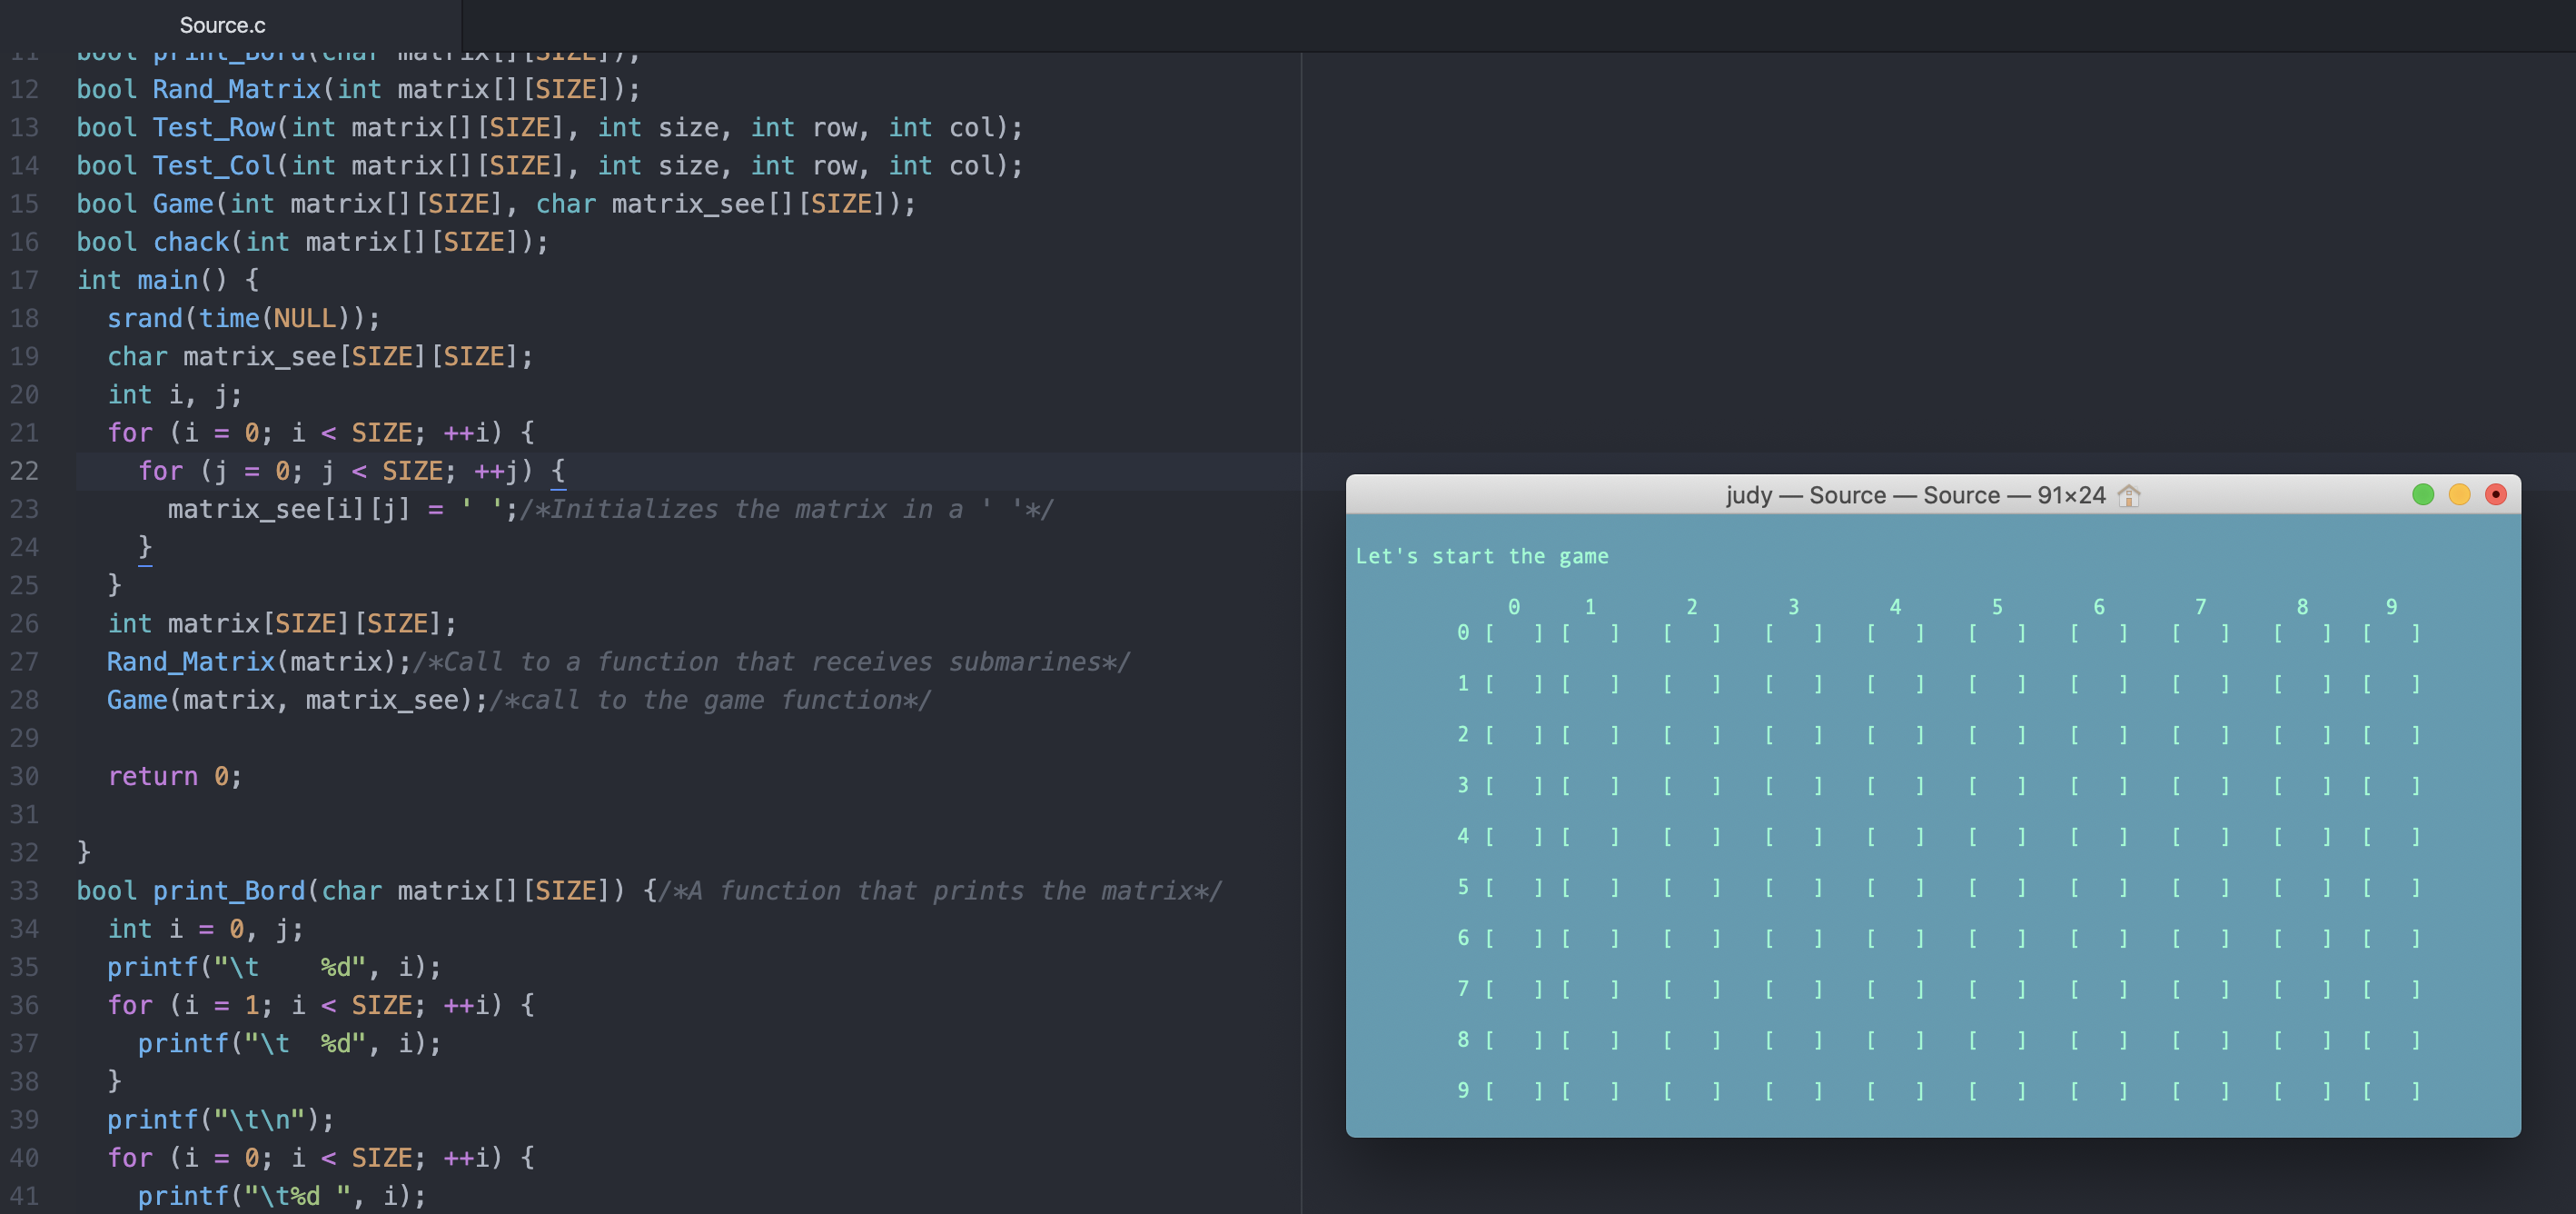 Source.c
11 bool print_Bord(char matrix[][SIZE]);
12 bool Rand_Matrix(int matrix[][SIZE]);
13 bool Test_Row(int matrix[][SIZE], int size, int row, int col);
14 bool Test_Col(int matrix[][SIZE], int size, int row, int col);
15 bool Game(int matrix[][SIZE], char matrix_see[][SIZE]);
16 bool chack(int matrix[][SIZE]);
17 int main() {
18   srand(time(NULL));
19   char matrix_see[SIZE][SIZE];
20   int i, j;
21   for (i = 0; i < SIZE; ++i) {
22     for (j = 0; j < SIZE; ++j) {
23       matrix_see[i][j] = ' ';/*Initializes the matrix in a ' '*/
24     }
25   }
26   int matrix[SIZE][SIZE];
27   Rand_Matrix(matrix);/*Call to a function that receives submarines*/
28   Game(matrix, matrix_see);/*call to the game function*/
29
30   return 0;
31
32 }
33 bool print_Bord(char matrix[][SIZE]) {/*A function that prints the matrix*/
34   int i = 0, j;
35   printf("\t    %d", i);
36   for (i = 1; i < SIZE; ++i) {
37     printf("\t  %d", i);
38   }
39   printf("\t\n");
40   for (i = 0; i < SIZE; ++i) {
41     printf("\t%d ", i);
judy — Source — Source — 91×24
Let's start the game
0 1 2 3 4 5 6 7 8 9
0 [   ] [   ] [   ] [   ] [   ] [   ] [   ] [   ] [   ] [   ]
1 [   ] [   ] [   ] [   ] [   ] [   ] [   ] [   ] [   ] [   ]
2 [   ] [   ] [   ] [   ] [   ] [   ] [   ] [   ] [   ] [   ]
3 [   ] [   ] [   ] [   ] [   ] [   ] [   ] [   ] [   ] [   ]
4 [   ] [   ] [   ] [   ] [   ] [   ] [   ] [   ] [   ] [   ]
5 [   ] [   ] [   ] [   ] [   ] [   ] [   ] [   ] [   ] [   ]
6 [   ] [   ] [   ] [   ] [   ] [   ] [   ] [   ] [   ] [   ]
7 [   ] [   ] [   ] [   ] [   ] [   ] [   ] [   ] [   ] [   ]
8 [   ] [   ] [   ] [   ] [   ] [   ] [   ] [   ] [   ] [   ]
9 [   ] [   ] [   ] [   ] [   ] [   ] [   ] [   ] [   ] [   ]